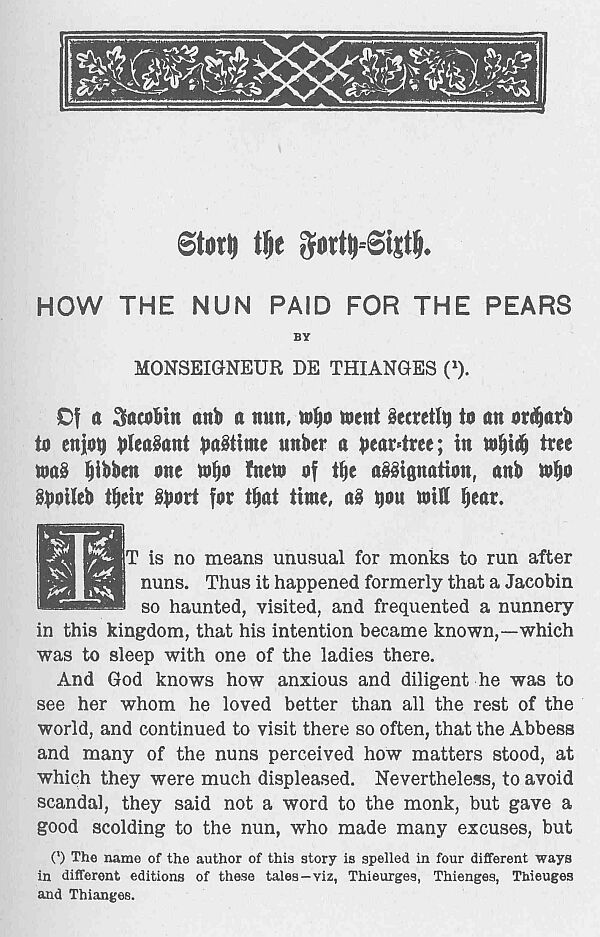 Story the Forty-Sixth.
HOW THE NUN PAID FOR THE PEARS
BY
MONSEIGNEUR DE THIANGES (¹).
Of a Jacobin and a nun, who went secretly to an orchard
to enjoy pleasant pastime under a pear-tree; in which tree
was hidden one who knew of the assignation, and who
spoiled their sport for that time, as you will hear.
IT is no means unusual for monks to run after
nuns. Thus it happened formerly that a Jacobin
so haunted, visited, and frequented a nunnery
in this kingdom, that his intention became known,—which
was to sleep with one of the ladies there.
And God knows how anxious and diligent he was to
see her whom he loved better than all the rest of the
world, and continued to visit there so often, that the Abbess
and many of the nuns perceived how matters stood, at
which they were much displeased. Nevertheless, to avoid
scandal, they said not a word to the monk, but gave a
good scolding to the nun, who made many excuses, but
(¹) The name of the author of this story is spelled in four different ways
in different editions of these tales—viz, Thieurges, Thienges, Thieuges
and Thianges.